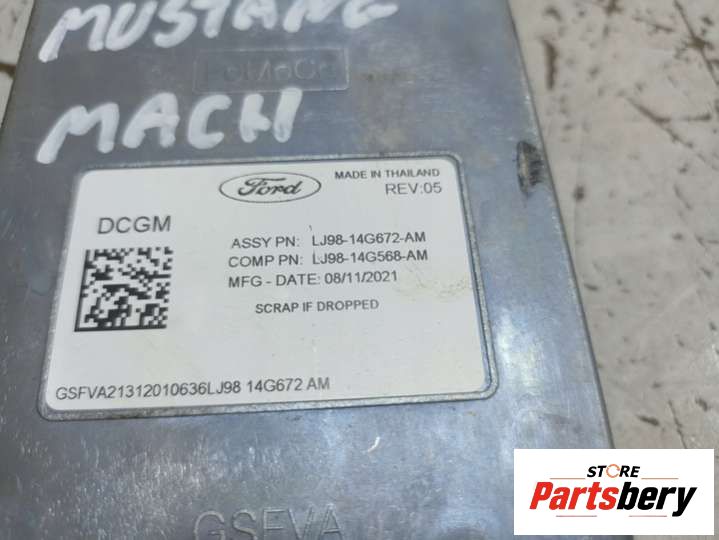 MUSTANG
FoMoCo
MACH
Ford
MADE IN THAILAND
REV:05
DCGM
ASSY PN: LJ98-14G672-AM
COMP PN: LJ98-14G568-AM
MFG - DATE: 08/11/2021
SCRAP IF DROPPED
GSFVA21312010636LJ98 14G672 AM
GSFVA
STORE
Partsbery